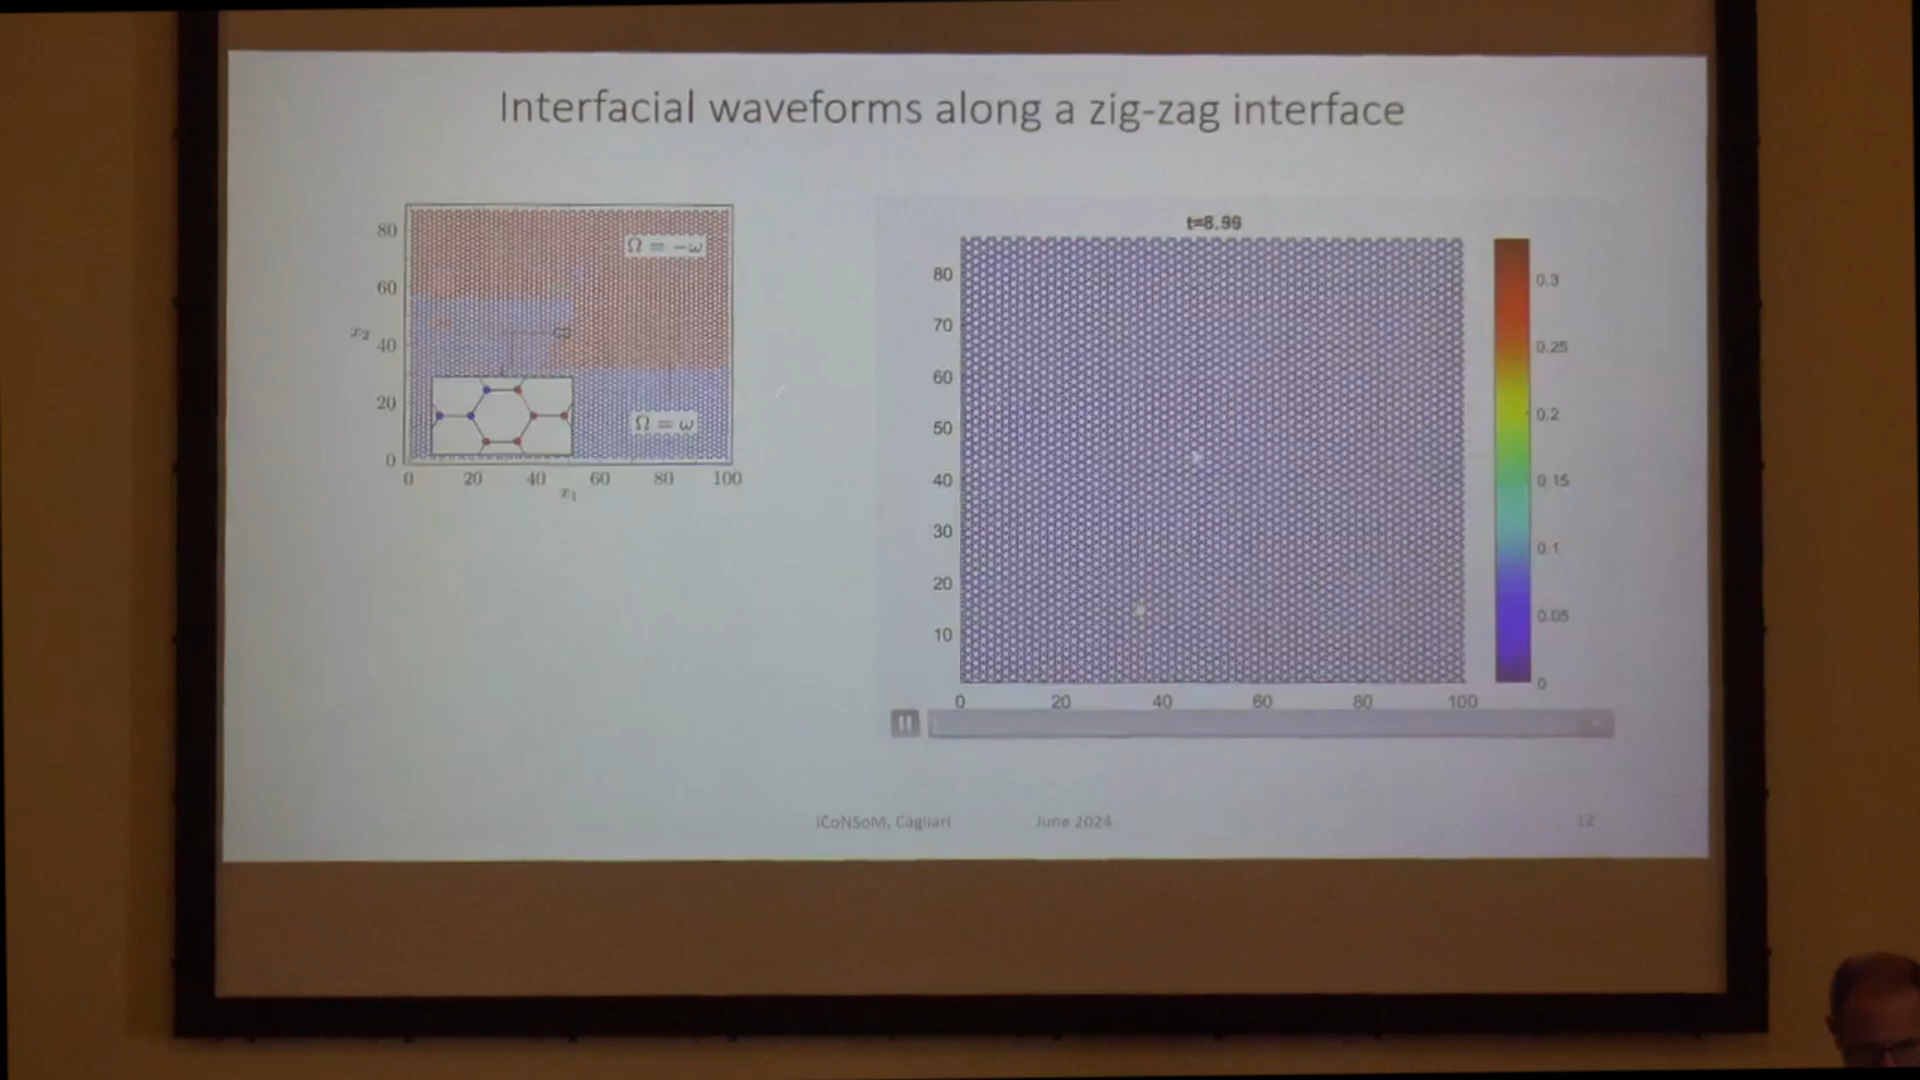 Interfacial waveforms along a zig-zag interface
80
60
x₂
40
20
0
0 20 40 60 80 100
x₁
Ω = −ω
Ω = ω
t=8.99
80
70
60
50
40
30
20
10
0 20 40 60 80 100
0.3
0.25
0.2
0.15
0.1
0.05
0
ICoNSoM, Cagliari June 2024 12